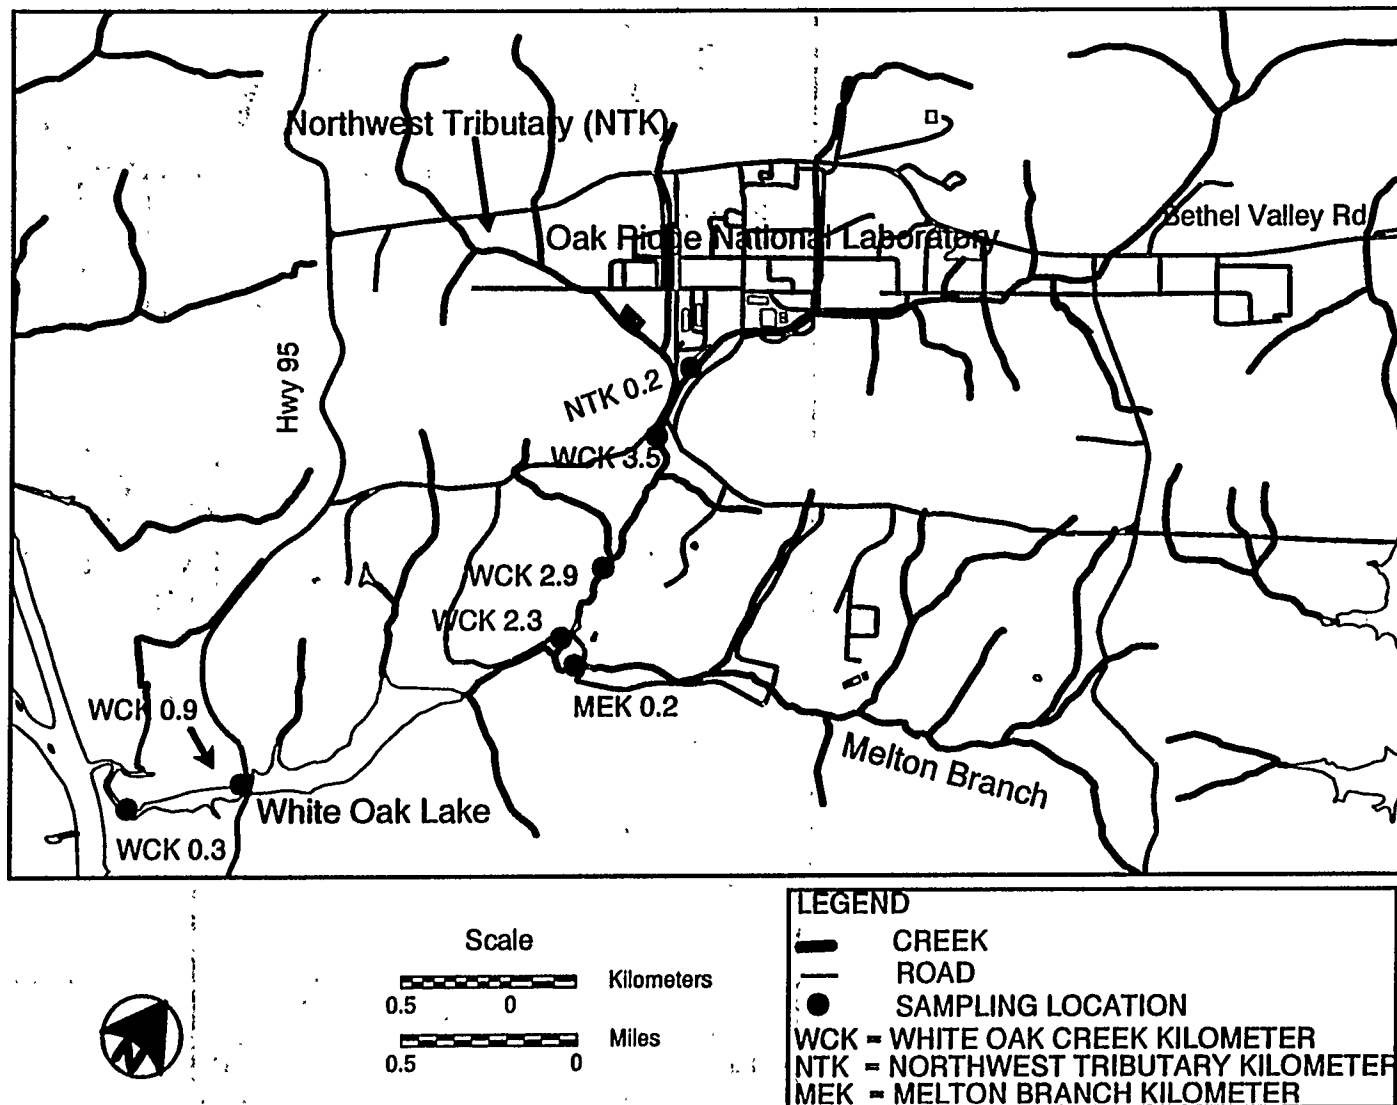 Northwest Tributary (NTK)
Bethel Valley Rd
Oak Ridge National Laboratory
Hwy 95
NTK 0.2
WCK 3.5
WCK 2.9
WCK 2.3
MEK 0.2
WCK 0.9
Melton Branch
White Oak Lake
WCK 0.3
Scale
Kilometers
0.5 0
Miles
0.5 0
N
LEGEND
CREEK
ROAD
SAMPLING LOCATION
WCK = WHITE OAK CREEK KILOMETER
NTK = NORTHWEST TRIBUTARY KILOMETER
MEK = MELTON BRANCH KILOMETER